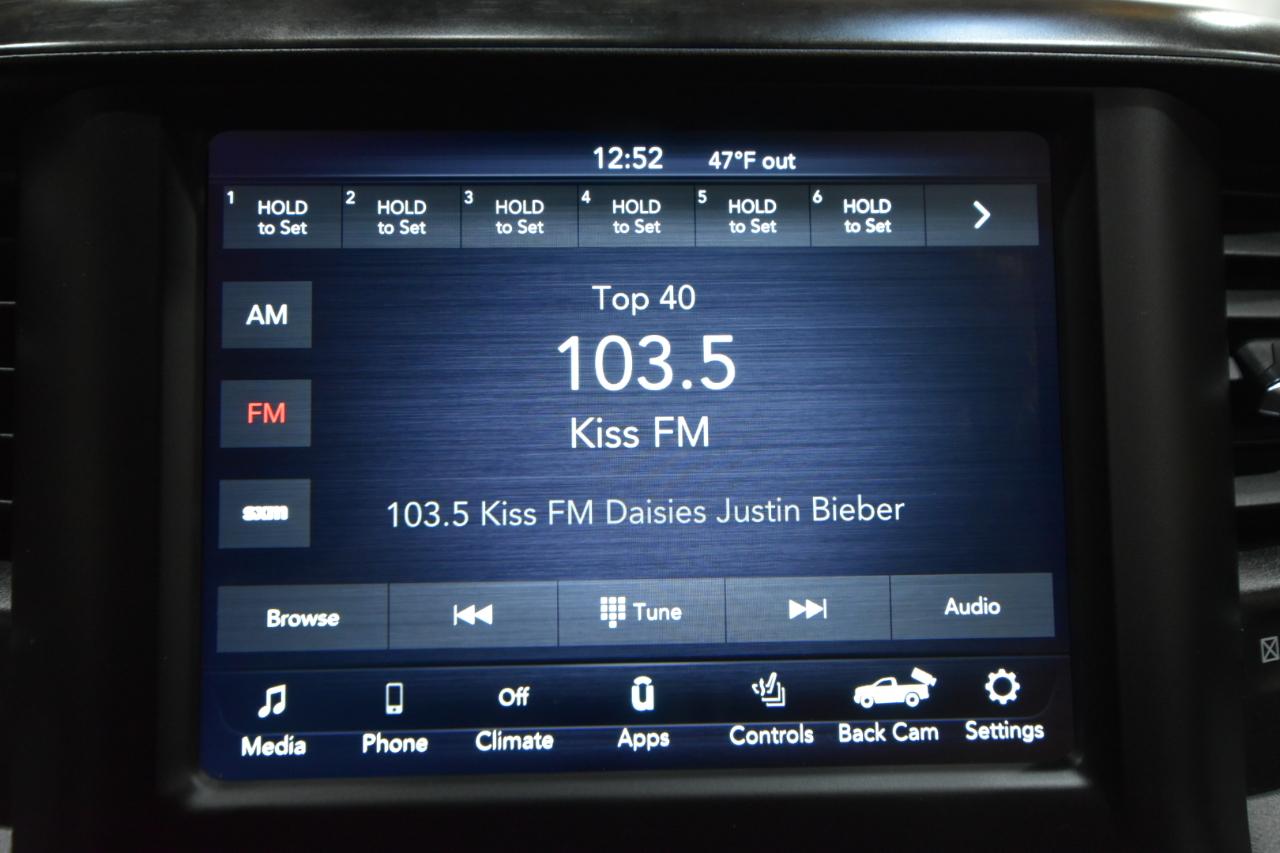 12:52 47°F out
1 HOLD to Set
2 HOLD to Set
3 HOLD to Set
4 HOLD to Set
5 HOLD to Set
6 HOLD to Set
AM
Top 40
103.5
FM
Kiss FM
sxm
103.5 Kiss FM Daisies Justin Bieber
Browse Tune Audio
Off
Media Phone Climate Apps Controls Back Cam Settings